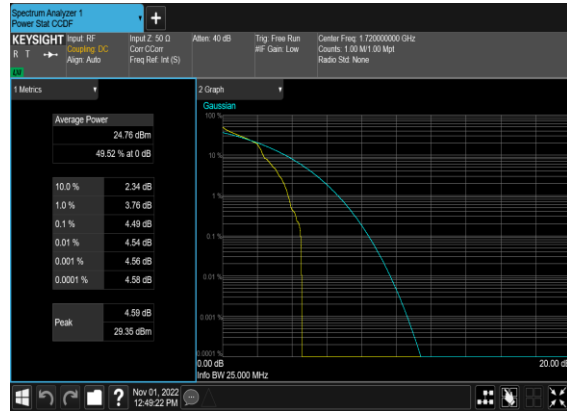 Spectrum Analyzer 1
Power Stat CCDF
KEYSIGHT
R T
Input: RF
Coupling: DC
Align: Auto
Input Z: 50 Ω
Corr CCorr
Freq Ref: Int (S)
Atten: 40 dB
Trig: Free Run
#IF Gain: Low
Center Freq: 1.720000000 GHz
Counts: 1.00 M/1.00 Mpt
Radio Std: None
1 Metrics
Average Power
24.76 dBm
49.52 % at 0 dB
10.0 % 2.34 dB
1.0 % 3.76 dB
0.1 % 4.49 dB
0.01 % 4.54 dB
0.001 % 4.56 dB
0.0001 % 4.58 dB
Peak
4.59 dB
29.35 dBm
2 Graph
Gaussian
100 %
10 %
1 %
0.1 %
0.01 %
0.001 %
0.0001 %
0.00 dB
20.00 dB
Info BW 25.000 MHz
Nov 01, 2022
12:49:22 PM